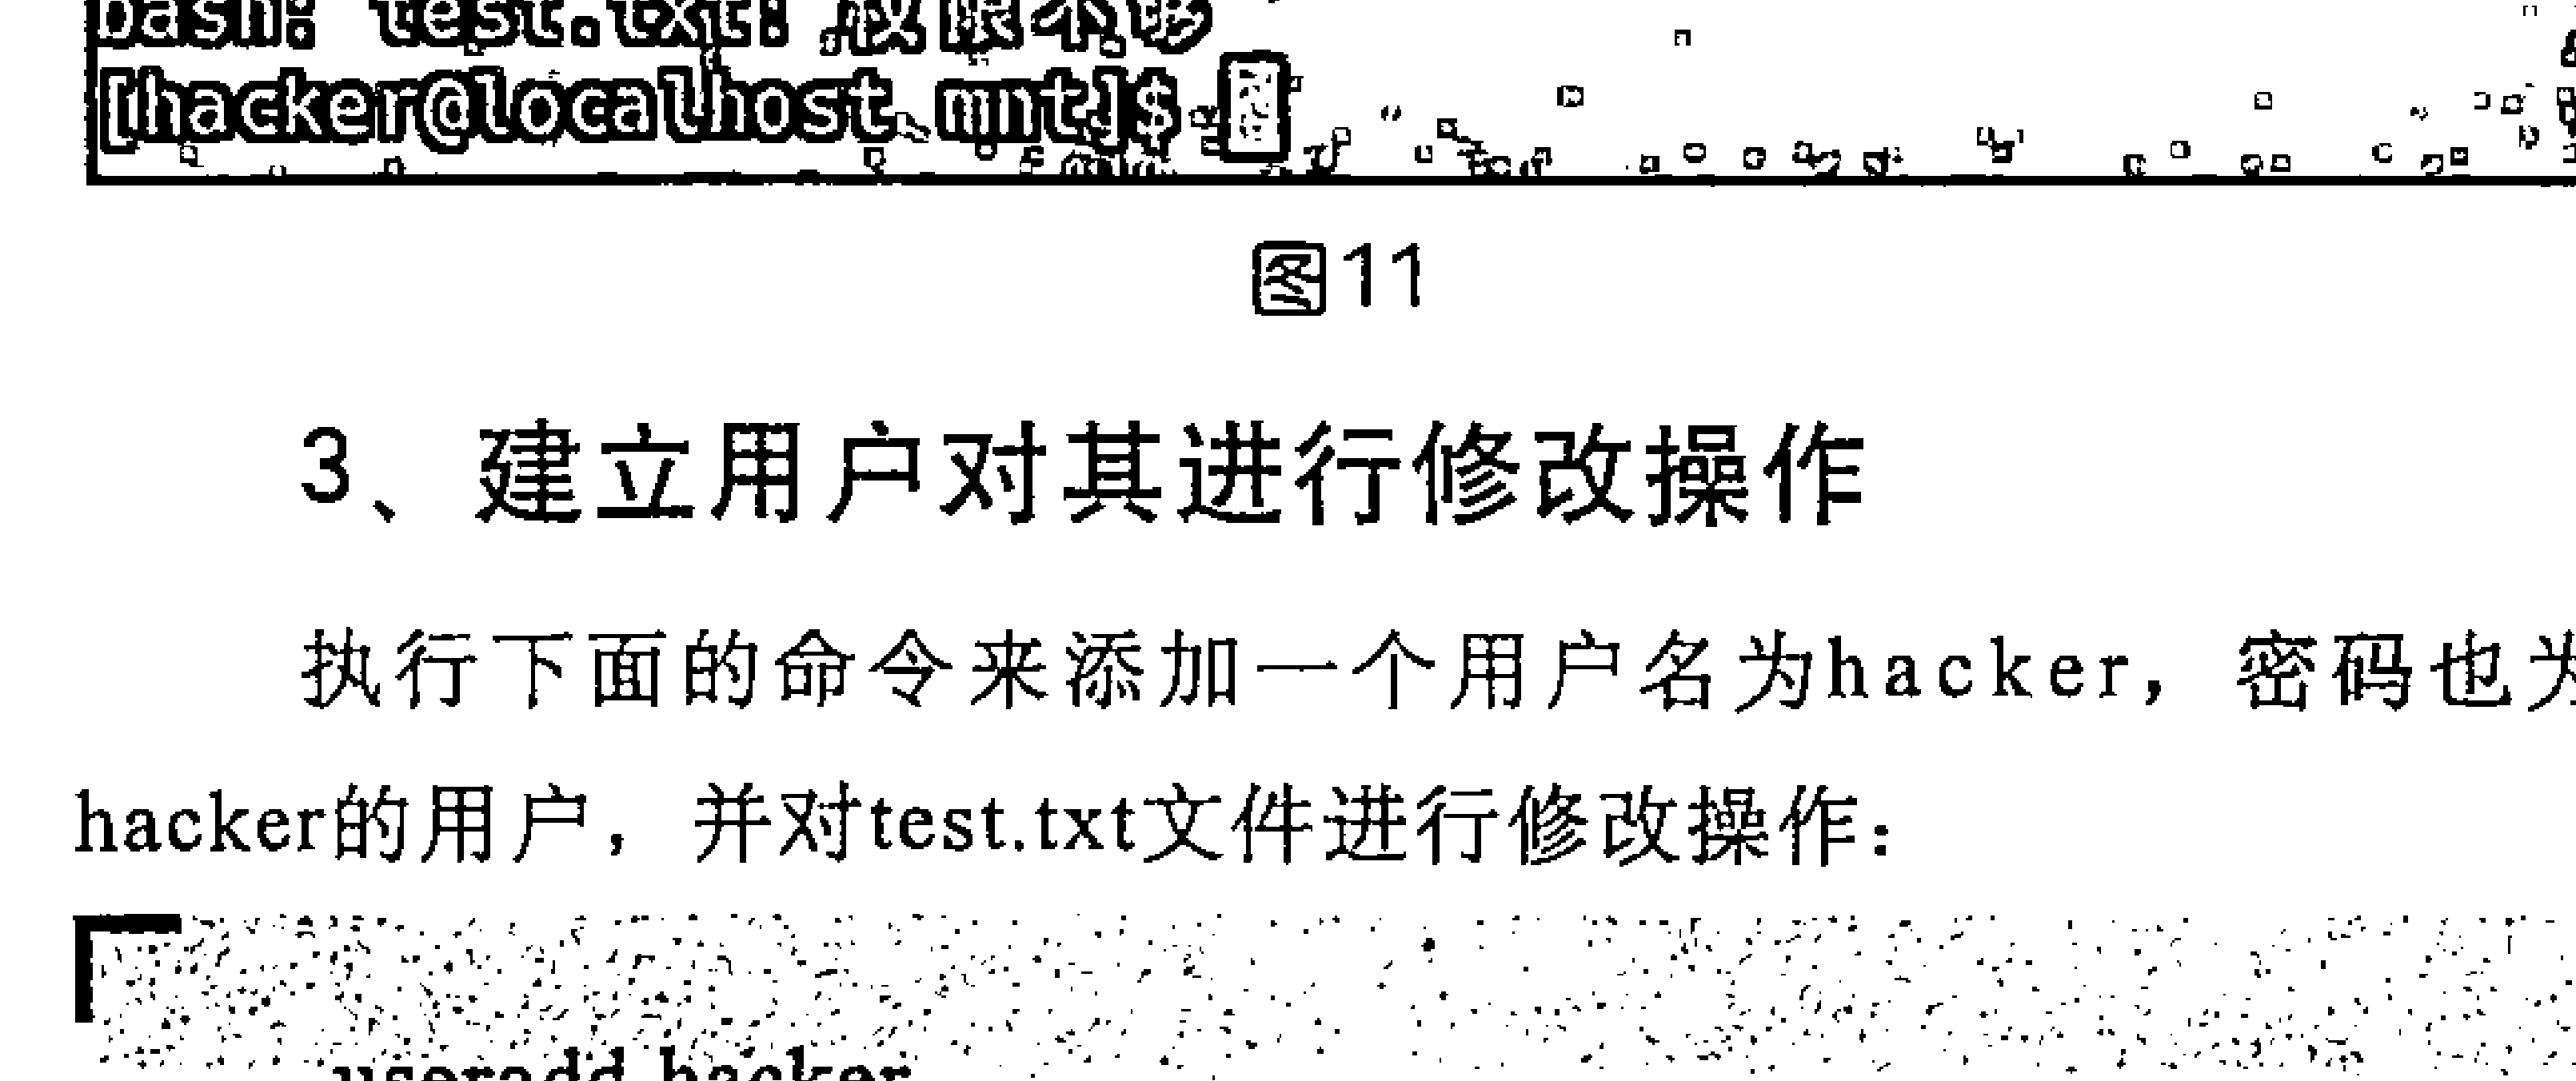 bash: test.txt: 权限不够
[hacker@localhost mnt]$
图11
3、建立用户对其进行修改操作
执行下面的命令来添加一个用户名为hacker，密码也为
hacker的用户，并对test.txt文件进行修改操作：
useradd hacker